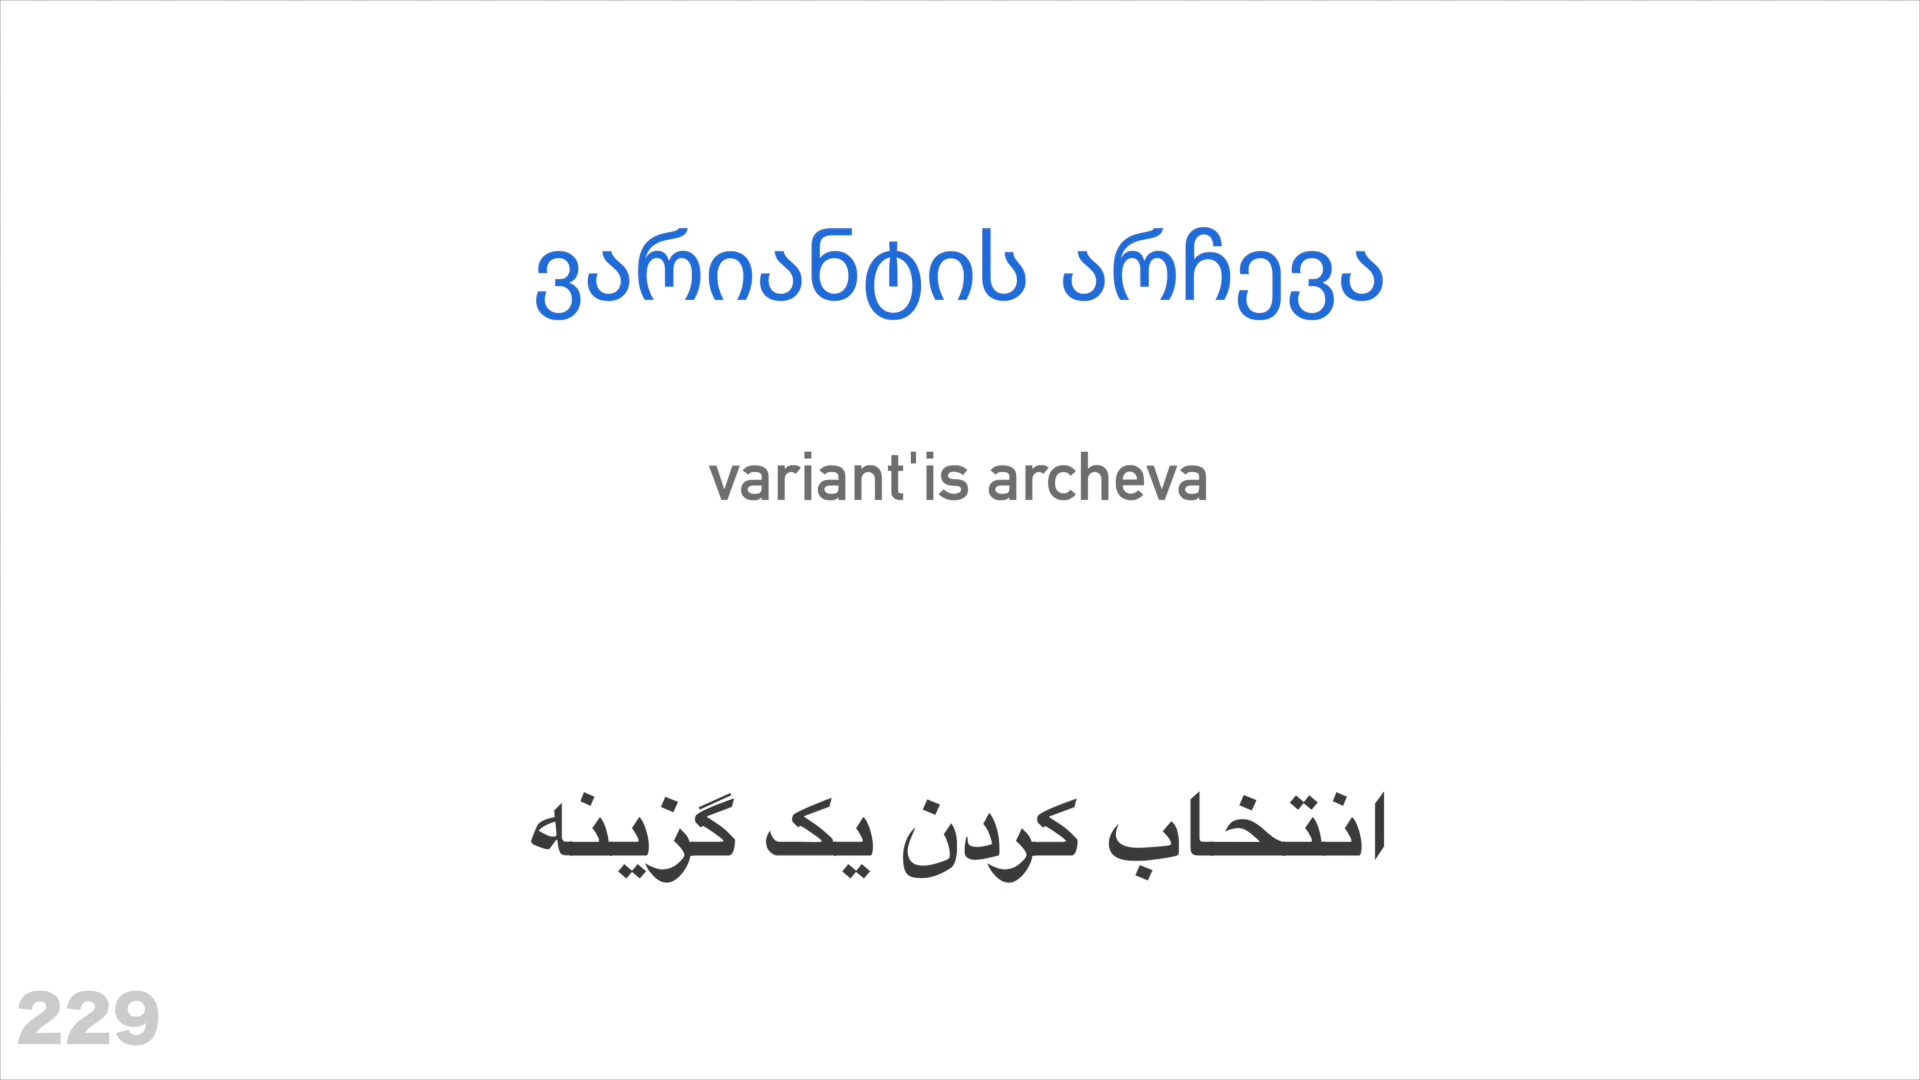 ვარიანტის არჩევა
variant'is archeva
انتخاب کردن یک گزینه
229